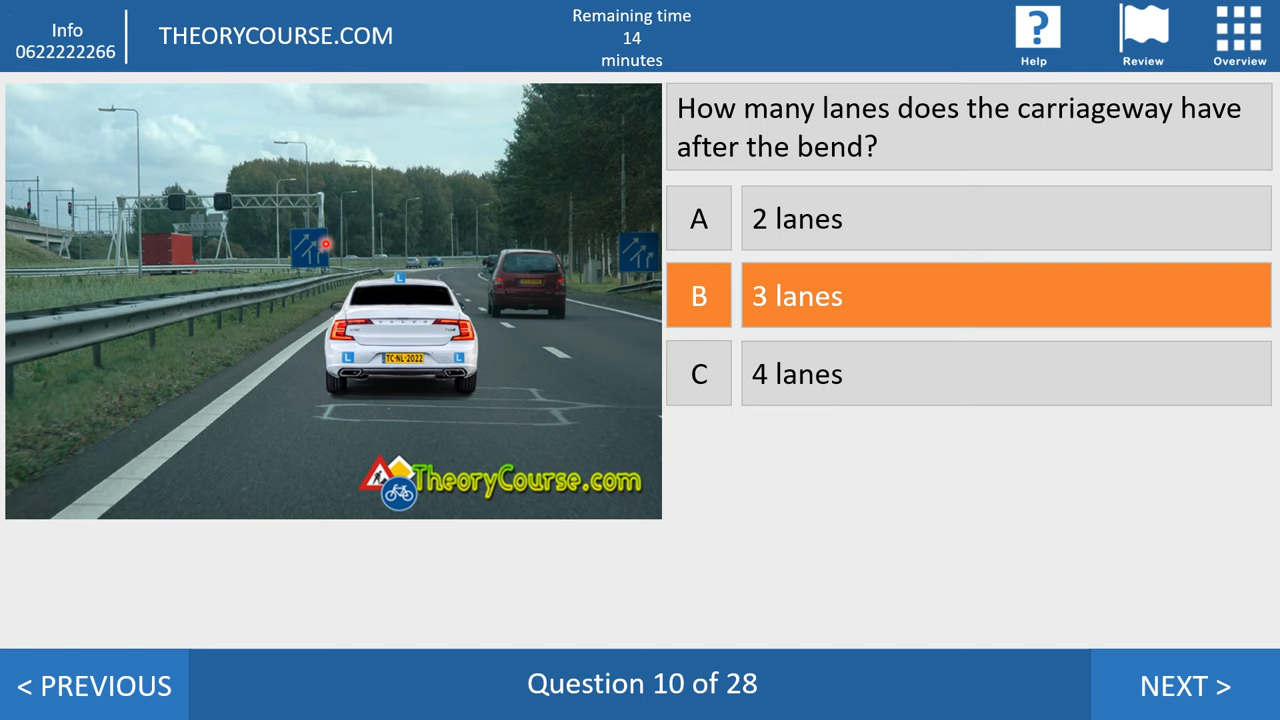 Info
0622222266
THEORYCOURSE.COM
Remaining time
14
minutes
Help
Review
Overview
How many lanes does the carriageway have
after the bend?
A
2 lanes
B
3 lanes
C
4 lanes
L
L
L
TC-NL-2022
TheoryCourse.com
< PREVIOUS
Question 10 of 28
NEXT >